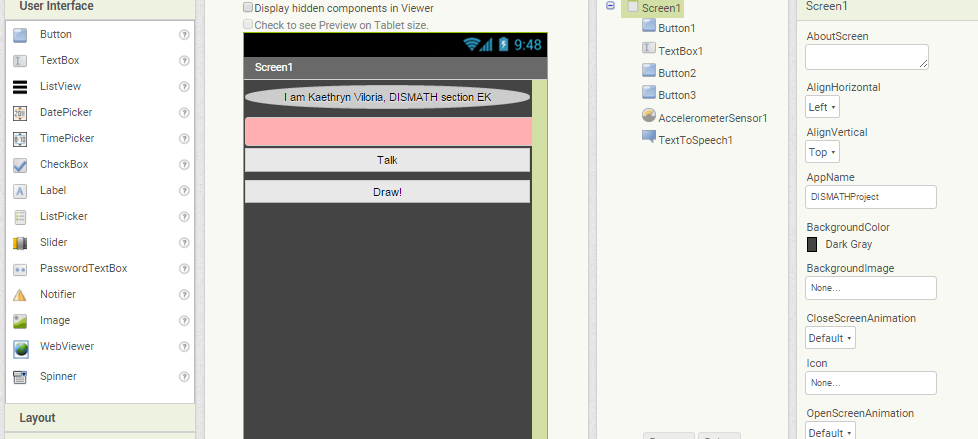 User Interface
Button
TextBox
ListView
DatePicker
TimePicker
CheckBox
Label
ListPicker
Slider
PasswordTextBox
Notifier
Image
WebViewer
Spinner
Layout
Display hidden components in Viewer
Check to see Preview on Tablet size.
9:48
Screen1
I am Kaethryn Viloria, DISMATH section EK
Talk
Draw!
Screen1
Button1
TextBox1
Button2
Button3
AccelerometerSensor1
TextToSpeech1
Screen1
AboutScreen
AlignHorizontal
Left
AlignVertical
Top
AppName
DISMATHProject
BackgroundColor
Dark Gray
BackgroundImage
None...
CloseScreenAnimation
Default
Icon
None...
OpenScreenAnimation
Default